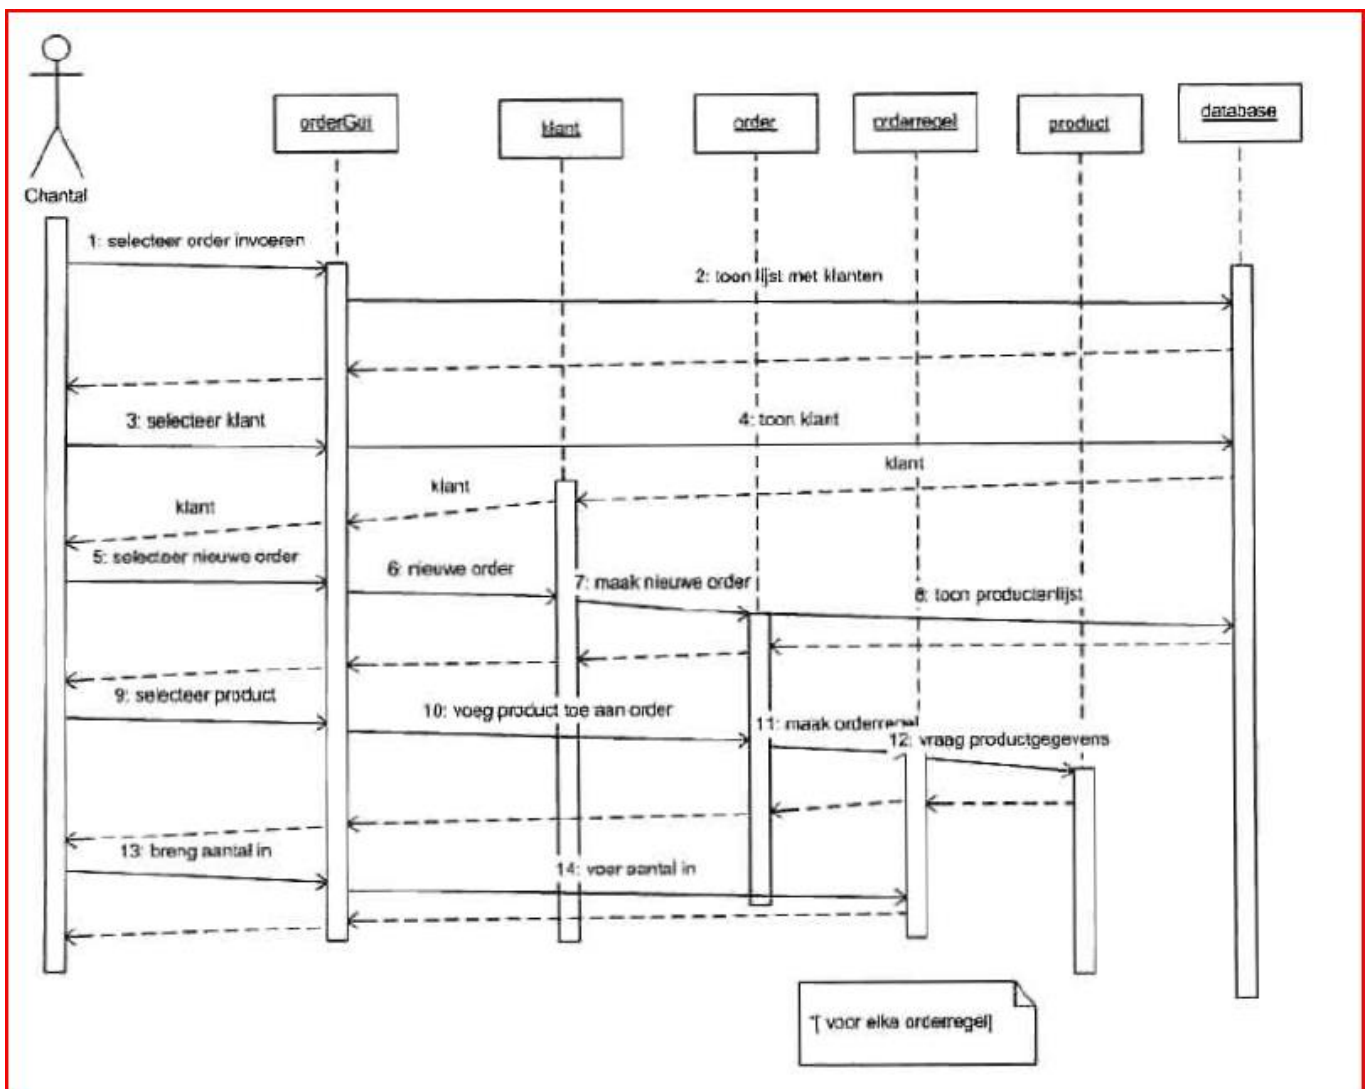 orderGui
klant
order
orderregel
product
database
Chantal
1: selecteer order invoeren
2: toon lijst met klanten
3: selecteer klant
4: toon klant
klant
klant
klant
5: selecteer nieuwe order
6: nieuwe order
7: maak nieuwe order
8: toon productenlijst
9: selecteer product
10: voeg product toe aan order
11: maak orderregel
12: vraag productgegevens
13: breng aantal in
14: voer aantal in
*[ voor elke orderregel]